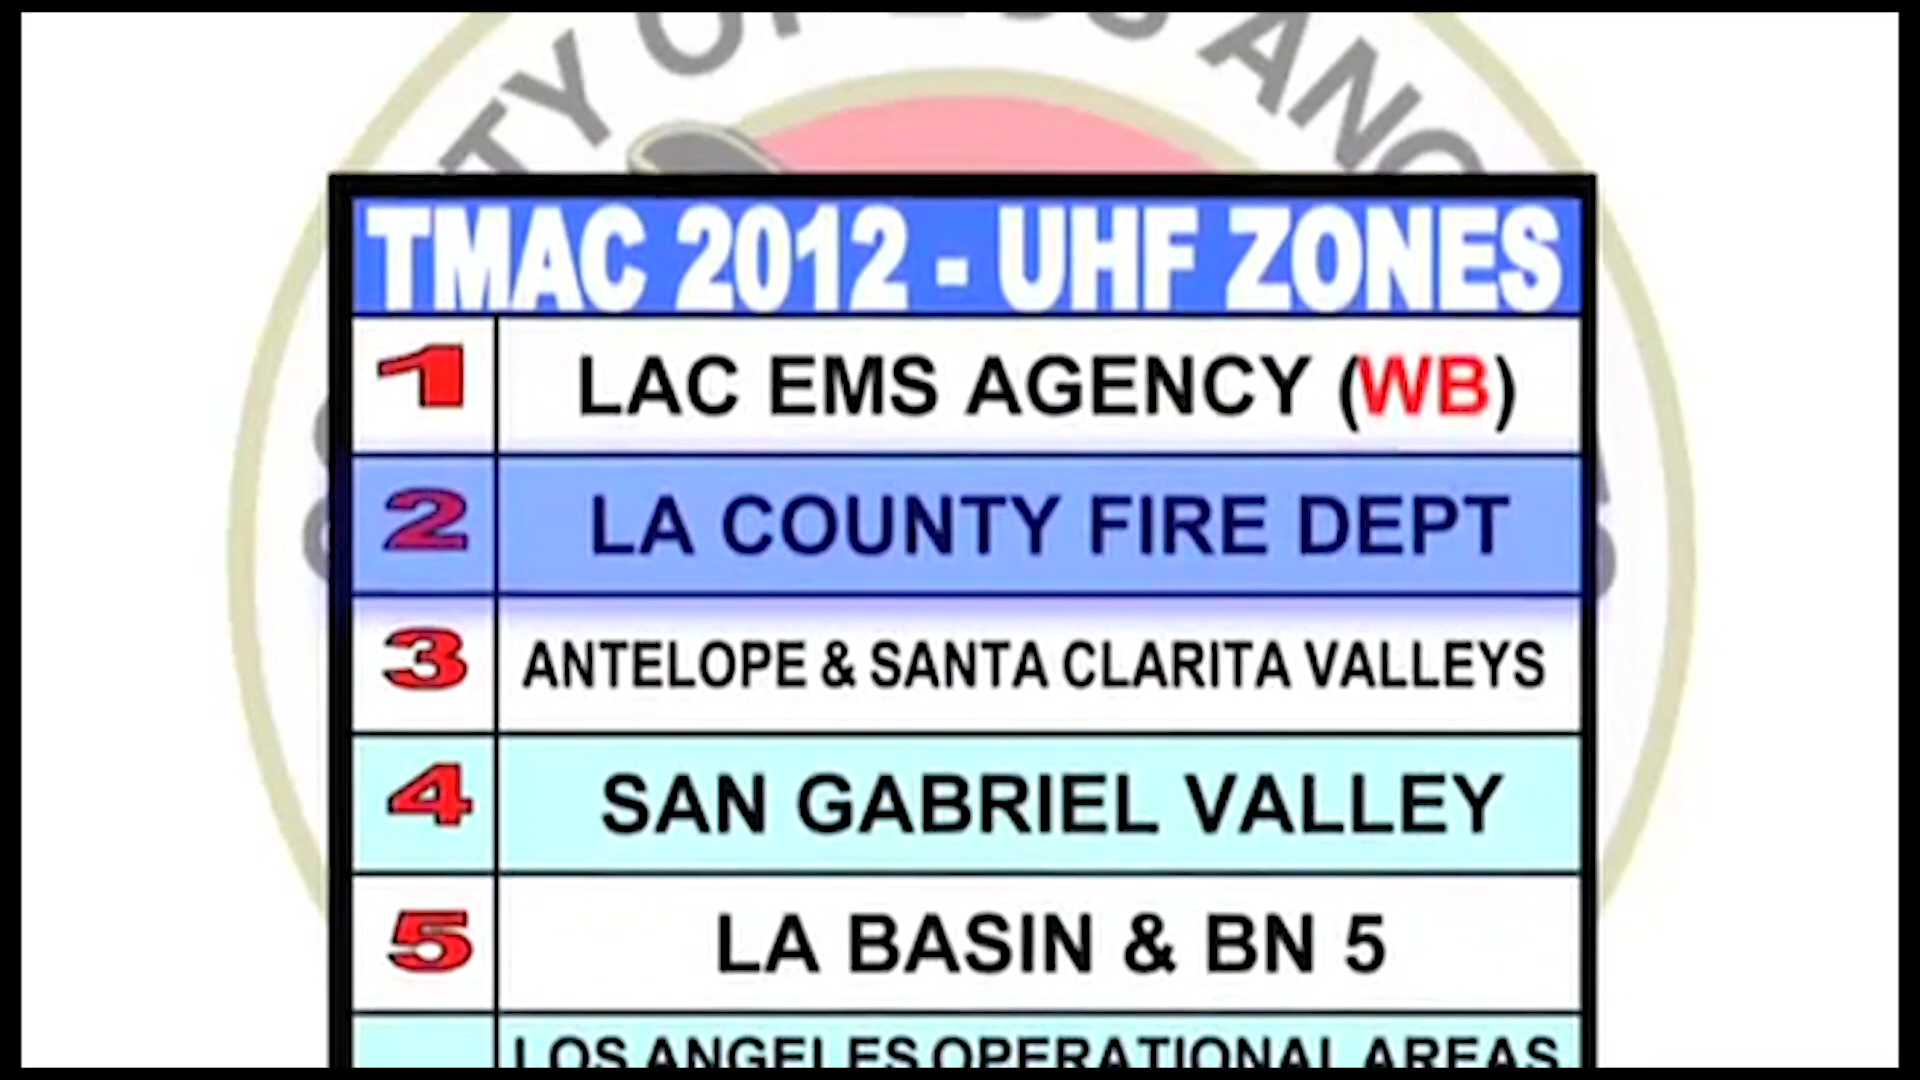 TMAC 2012 - UHF ZONES
1 LAC EMS AGENCY (WB)
2 LA COUNTY FIRE DEPT
3 ANTELOPE & SANTA CLARITA VALLEYS
4 SAN GABRIEL VALLEY
5 LA BASIN & BN 5
LOS ANGELES OPERATIONAL AREAS